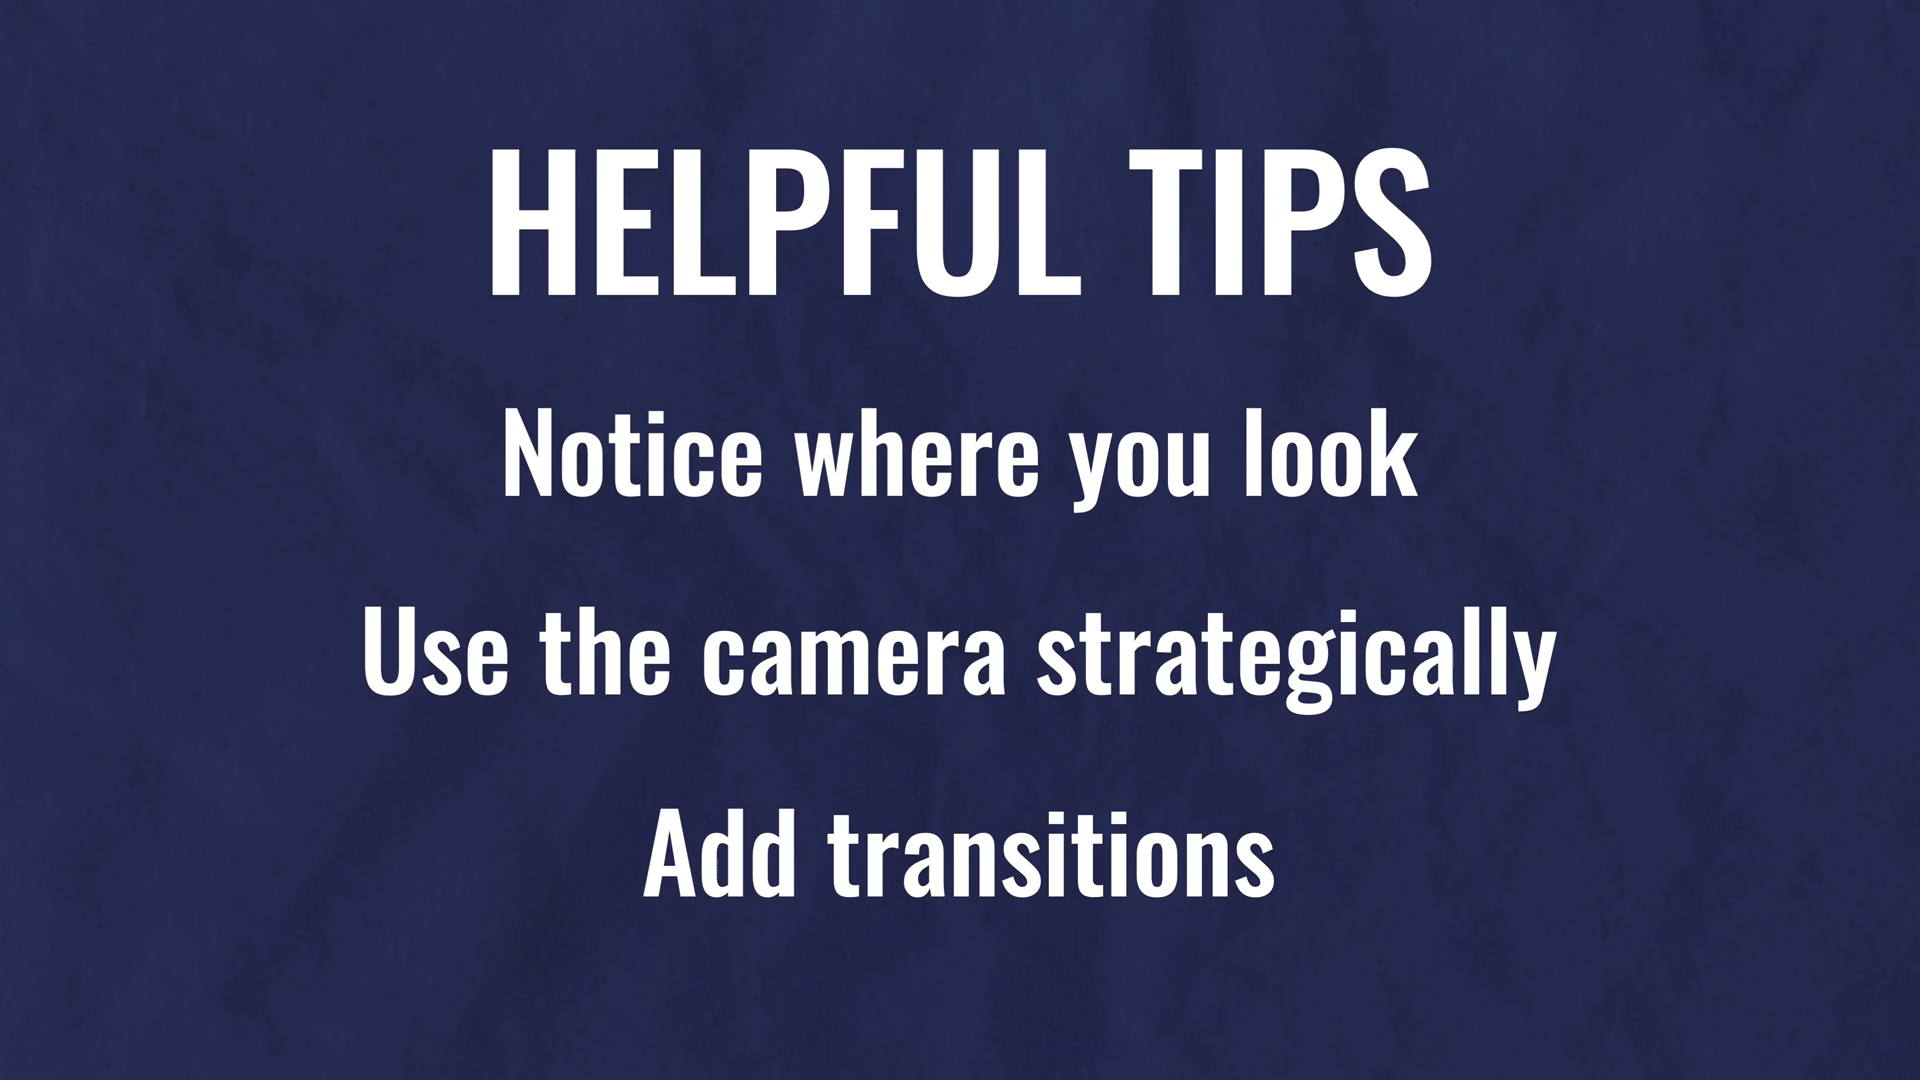 HELPFUL TIPS
Notice where you look
Use the camera strategically
Add transitions